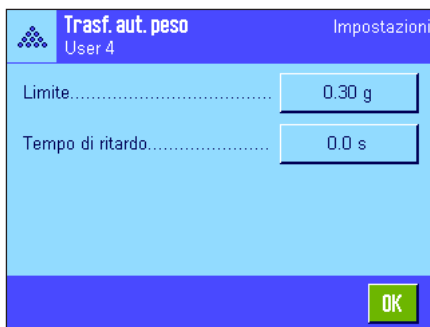 Trasf. aut. peso
Impostazioni
User 4
Limite................................... 0.30 g
Tempo di ritardo..................... 0.0 s
OK